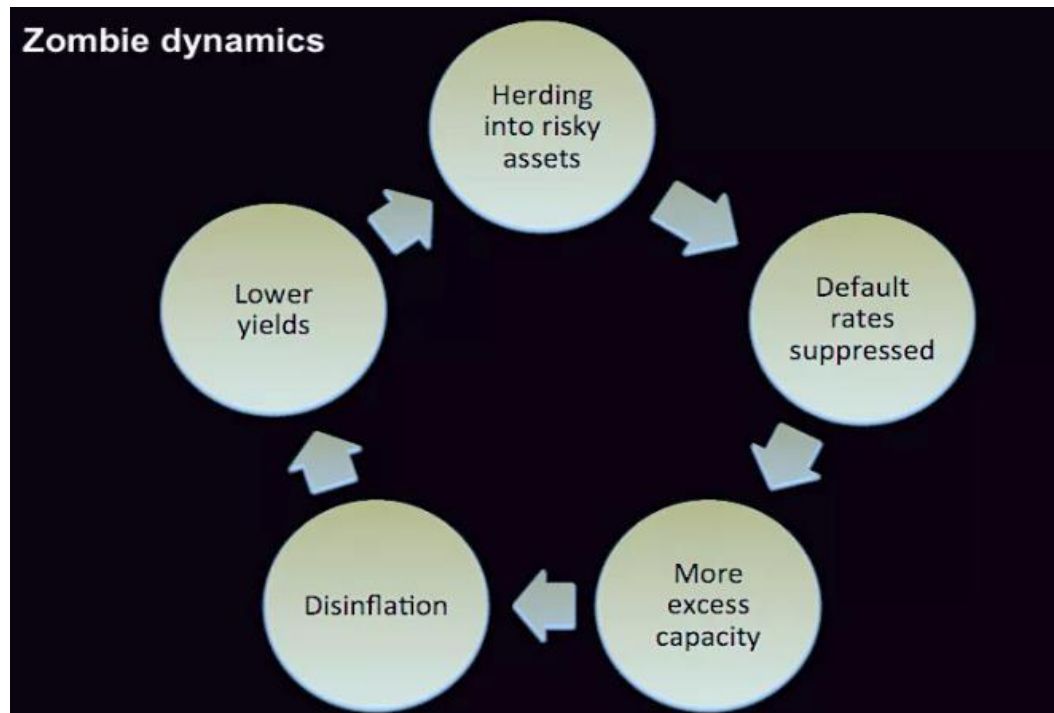 Zombie dynamics
Herding
into risky
assets
Default
rates
suppressed
More
excess
capacity
Disinflation
Lower
yields